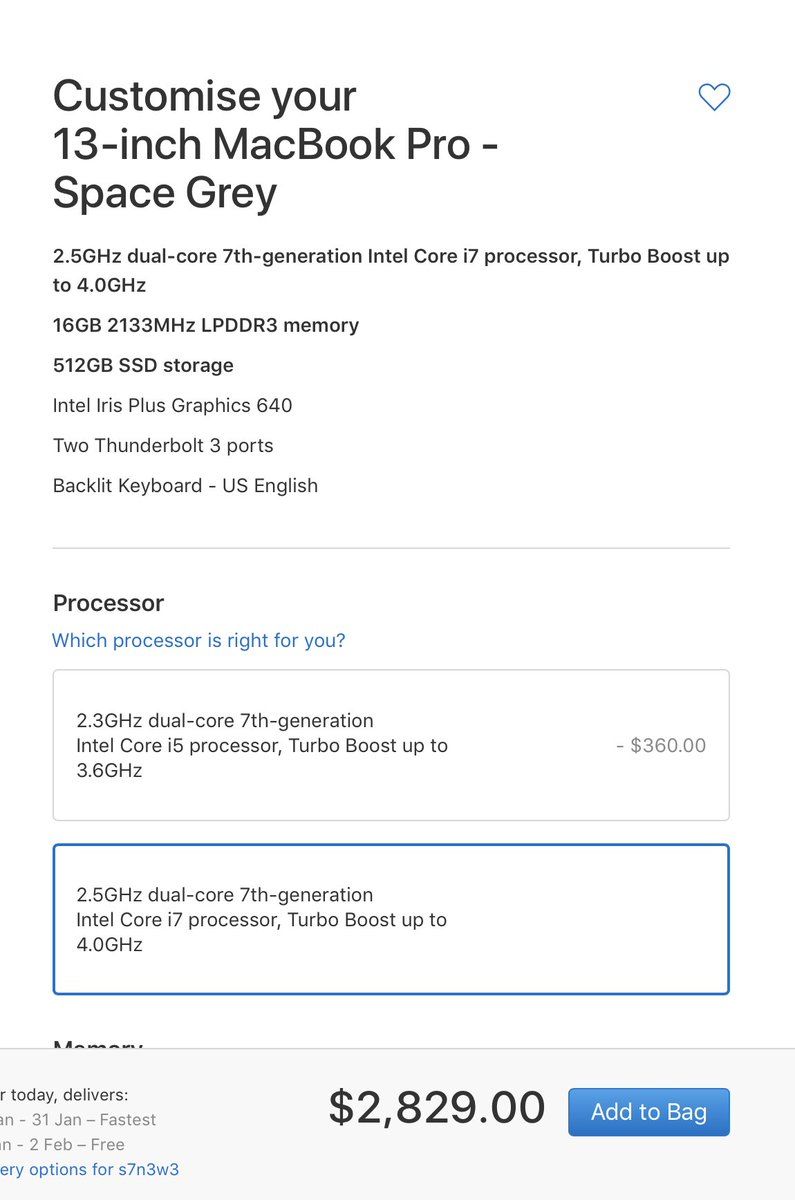 Customise your
13-inch MacBook Pro -
Space Grey
2.5GHz dual-core 7th-generation Intel Core i7 processor, Turbo Boost up
to 4.0GHz
16GB 2133MHz LPDDR3 memory
512GB SSD storage
Intel Iris Plus Graphics 640
Two Thunderbolt 3 ports
Backlit Keyboard - US English
Processor
Which processor is right for you?
2.3GHz dual-core 7th-generation
Intel Core i5 processor, Turbo Boost up to
3.6GHz
- $360.00
2.5GHz dual-core 7th-generation
Intel Core i7 processor, Turbo Boost up to
4.0GHz
Memory
r today, delivers:
an - 31 Jan – Fastest
n - 2 Feb – Free
ery options for s7n3w3
$2,829.00
Add to Bag